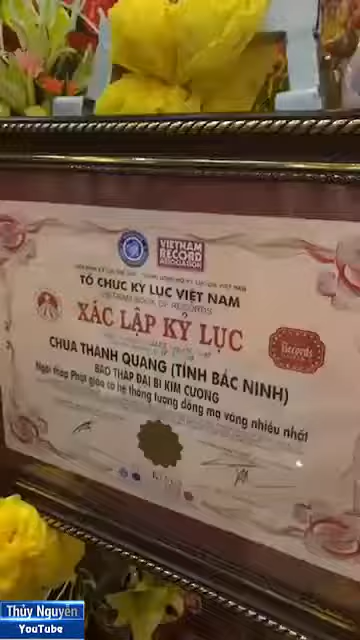 VIETNAM
RECORD
ASSOCIATION
TỔ CHỨC KỶ LỤC VIỆT NAM
VIETNAM BOOK OF RECORDS
XÁC LẬP KỶ LỤC
Records
CHÙA THANH QUANG (TỈNH BẮC NINH)
BẢO THÁP ĐẠI BI KIM CƯƠNG
Ngôi tháp Phật giáo có hệ thống tượng đồng mạ vàng nhiều nhất
Thủy Nguyễn
YouTube